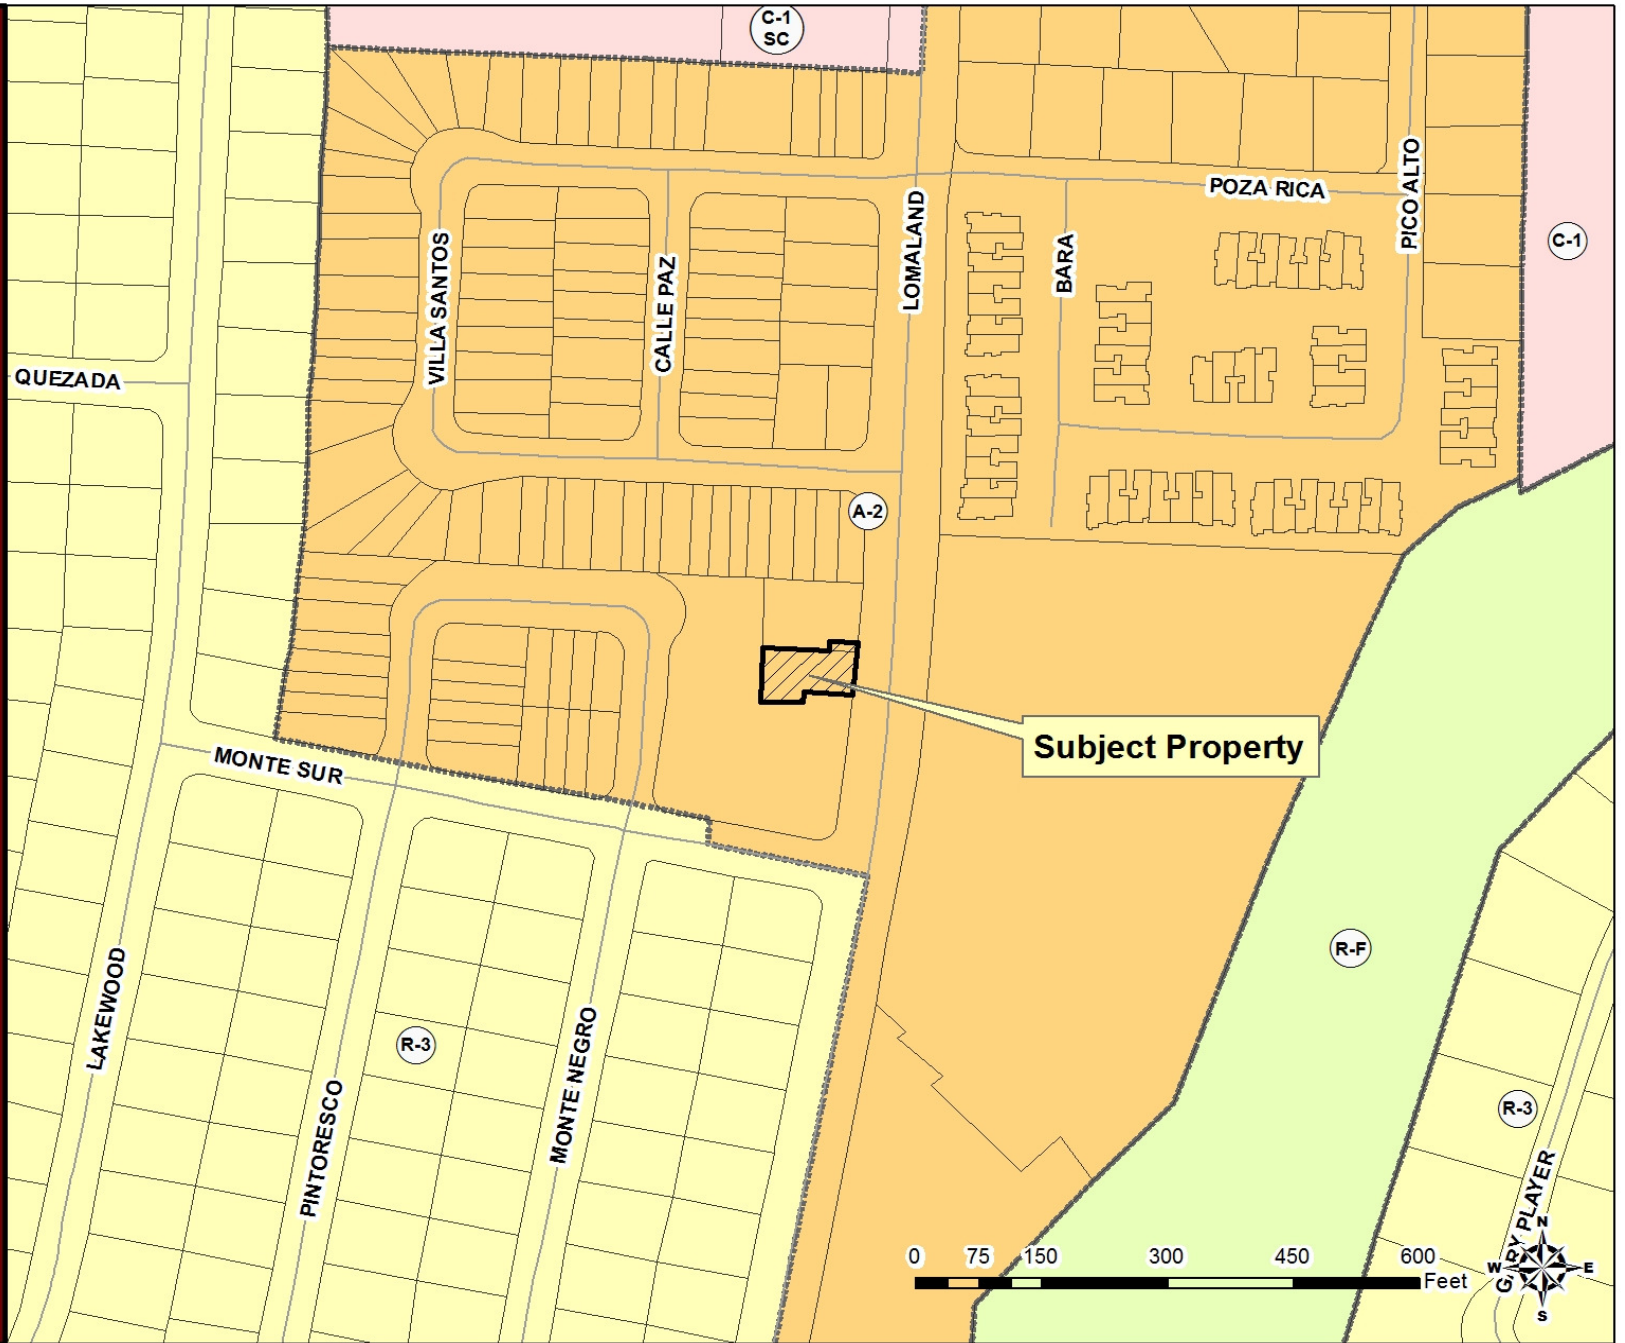 C-1
SC
PICO ALTO
POZA RICA
LOMALAND
C-1
BARA
VILLA SANTOS
CALLE PAZ
QUEZADA
A-2
Subject Property
MONTE SUR
R-F
LAKEWOOD
R-3
MONTE NEGRO
PINTORESCO
R-3
GARY PLAYER
0 75 150 300 450 600
Feet
N
W E
S